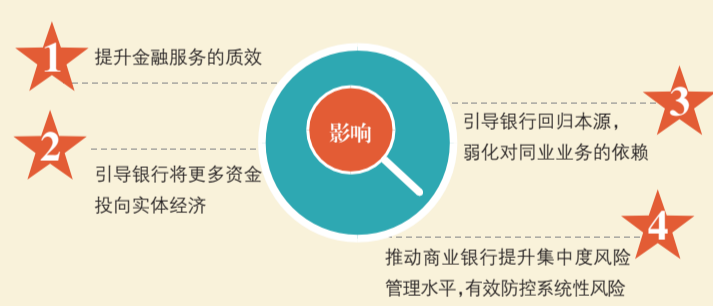 1
提升金融服务的质效
2
引导银行将更多资金
投向实体经济
影响
3
引导银行回归本源，
弱化对同业业务的依赖
4
推动商业银行提升集中度风险
管理水平,有效防控系统性风险